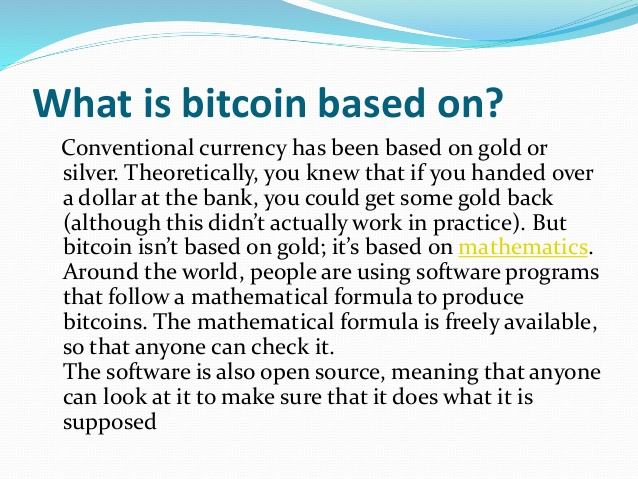 What is bitcoin based on?
Conventional currency has been based on gold or
silver. Theoretically, you knew that if you handed over
a dollar at the bank, you could get some gold back
(although this didn’t actually work in practice). But
bitcoin isn’t based on gold; it’s based on mathematics.
Around the world, people are using software programs
that follow a mathematical formula to produce
bitcoins. The mathematical formula is freely available,
so that anyone can check it.
The software is also open source, meaning that anyone
can look at it to make sure that it does what it is
supposed